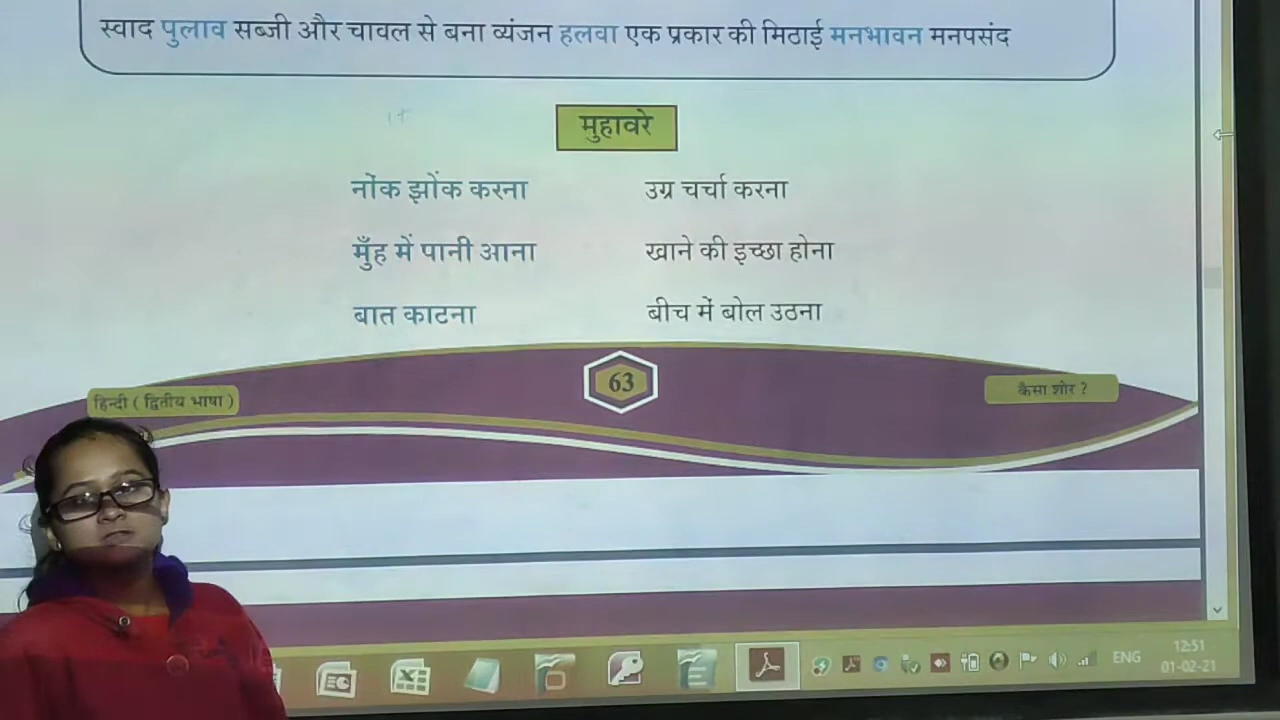 स्वाद पुलाव सब्जी और चावल से बना व्यंजन हलवा एक प्रकार की मिठाई मनभावन मनपसंद
मुहावरे
नोंक झोंक करना उग्र चर्चा करना
मुँह में पानी आना खाने की इच्छा होना
बात काटना बीच में बोल उठना
हिन्दी ( द्वितीय भाषा ) 63 कैसा शोर ?
ENG 12:51
01-02-21